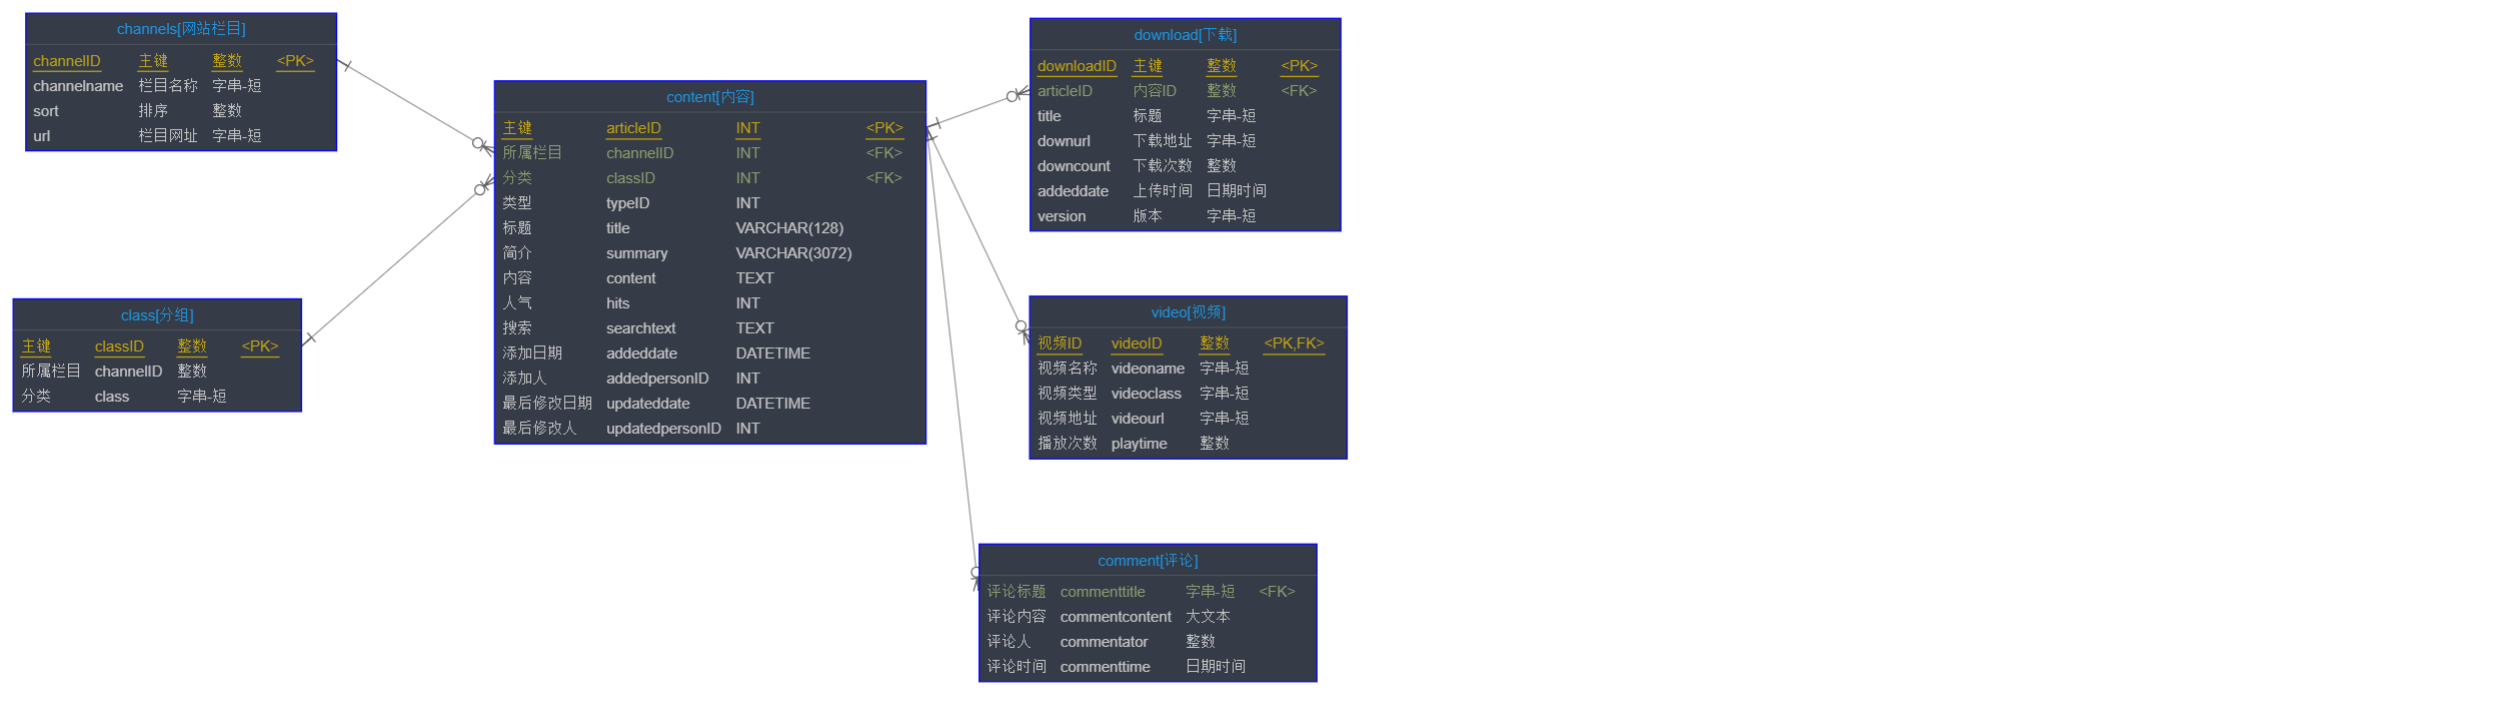 channels[网站栏目]
channelID 主键 整数 <PK>
channelname 栏目名称 字串-短
sort 排序 整数
url 栏目网址 字串-短
class[分组]
主键 classID 整数 <PK>
所属栏目 channelID 整数
分类 class 字串-短
content[内容]
主键 articleID INT <PK>
所属栏目 channelID INT <FK>
分类 classID INT <FK>
类型 typeID INT
标题 title VARCHAR(128)
简介 summary VARCHAR(3072)
内容 content TEXT
人气 hits INT
搜索 searchtext TEXT
添加日期 addeddate DATETIME
添加人 addedpersonID INT
最后修改日期 updateddate DATETIME
最后修改人 updatedpersonID INT
download[下载]
downloadID 主键 整数 <PK>
articleID 内容ID 整数 <FK>
title 标题 字串-短
downurl 下载地址 字串-短
downcount 下载次数 整数
addeddate 上传时间 日期时间
version 版本 字串-短
video[视频]
视频ID videoID 整数 <PK,FK>
视频名称 videoname 字串-短
视频类型 videoclass 字串-短
视频地址 videourl 字串-短
播放次数 playtime 整数
comment[评论]
评论标题 commenttitle 字串-短 <FK>
评论内容 commentcontent 大文本
评论人 commentator 整数
评论时间 commenttime 日期时间